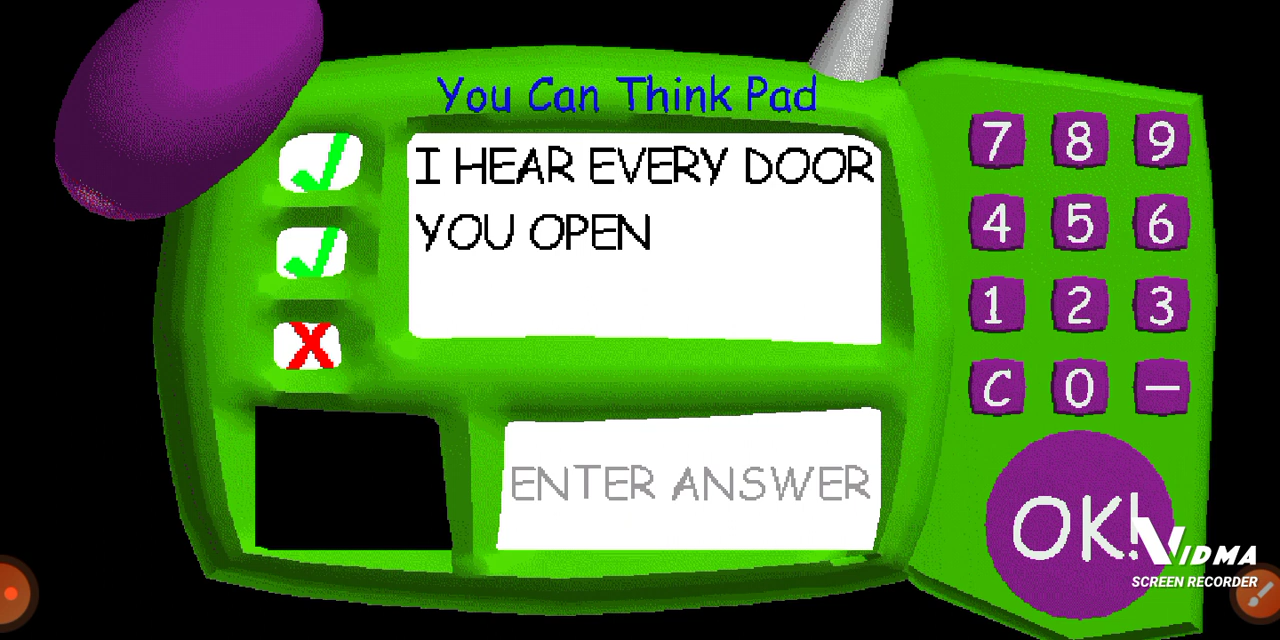 You Can Think Pad
I HEAR EVERY DOOR
YOU OPEN
ENTER ANSWER
7 8 9
4 5 6
1 2 3
C 0 –
OK!
VIDMA
SCREEN RECORDER